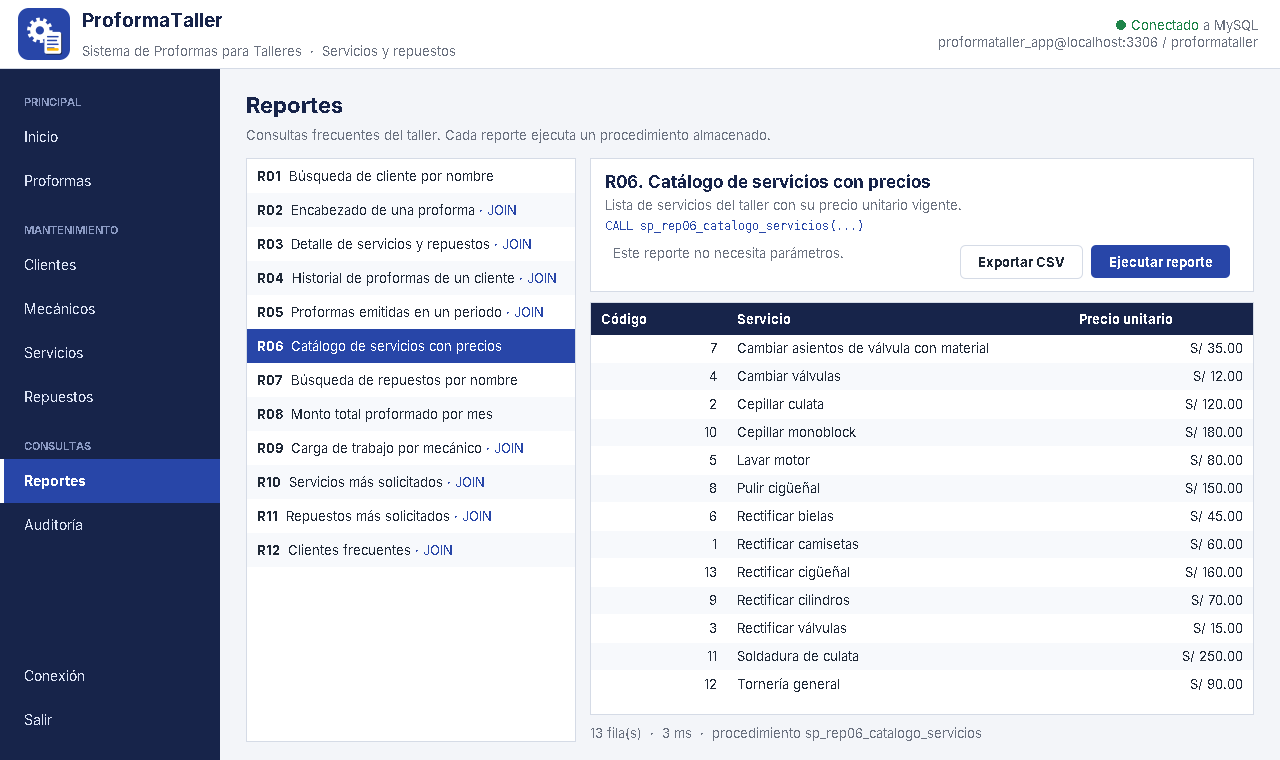 ProformaTaller
Sistema de Proformas para Talleres · Servicios y repuestos
Conectado a MySQL
proformataller_app@localhost:3306 / proformataller
PRINCIPAL
Inicio
Proformas
MANTENIMIENTO
Clientes
Mecánicos
Servicios
Repuestos
CONSULTAS
Reportes
Auditoría
Conexión
Salir
Reportes
Consultas frecuentes del taller. Cada reporte ejecuta un procedimiento almacenado.
R01 Búsqueda de cliente por nombre
R02 Encabezado de una proforma · JOIN
R03 Detalle de servicios y repuestos · JOIN
R04 Historial de proformas de un cliente · JOIN
R05 Proformas emitidas en un periodo · JOIN
R06 Catálogo de servicios con precios
R07 Búsqueda de repuestos por nombre
R08 Monto total proformado por mes
R09 Carga de trabajo por mecánico · JOIN
R10 Servicios más solicitados · JOIN
R11 Repuestos más solicitados · JOIN
R12 Clientes frecuentes · JOIN
R06. Catálogo de servicios con precios
Lista de servicios del taller con su precio unitario vigente.
CALL sp_rep06_catalogo_servicios(...)
Este reporte no necesita parámetros.
Exportar CSV
Ejecutar reporte
Código Servicio Precio unitario
7 Cambiar asientos de válvula con material S/ 35.00
4 Cambiar válvulas S/ 12.00
2 Cepillar culata S/ 120.00
10 Cepillar monoblock S/ 180.00
5 Lavar motor S/ 80.00
8 Pulir cigüeñal S/ 150.00
6 Rectificar bielas S/ 45.00
1 Rectificar camisetas S/ 60.00
13 Rectificar cigüeñal S/ 160.00
9 Rectificar cilindros S/ 70.00
3 Rectificar válvulas S/ 15.00
11 Soldadura de culata S/ 250.00
12 Tornería general S/ 90.00
13 fila(s) · 3 ms · procedimiento sp_rep06_catalogo_servicios